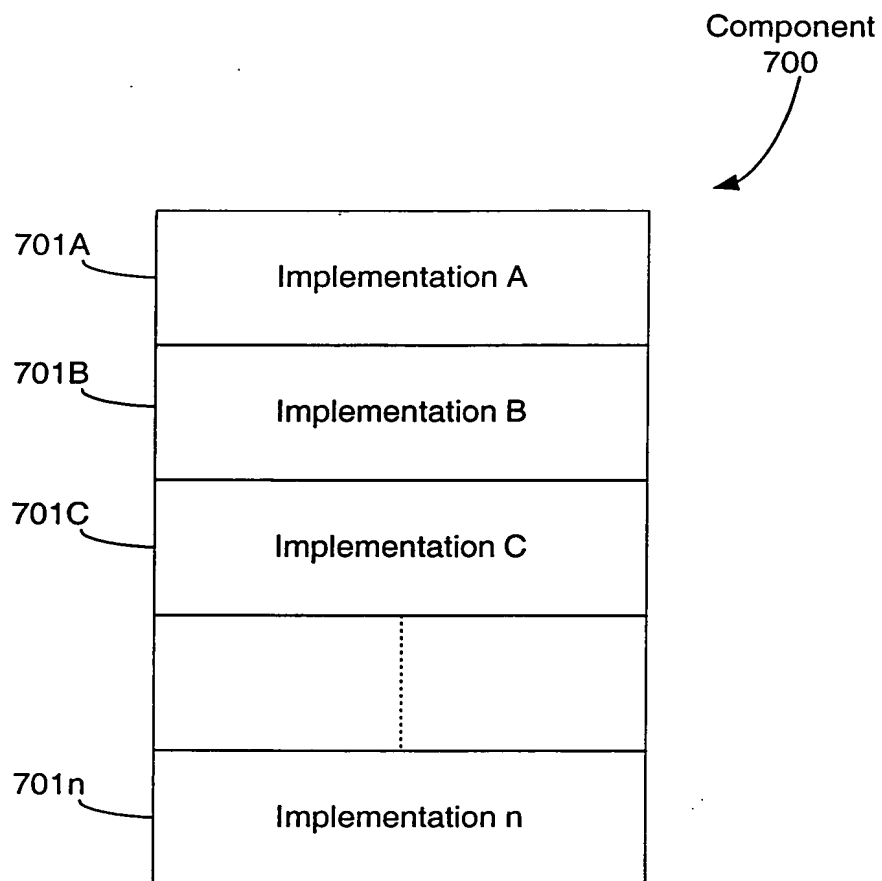 Component
700
701A
Implementation A
701B
Implementation B
701C
Implementation C
701n
Implementation n